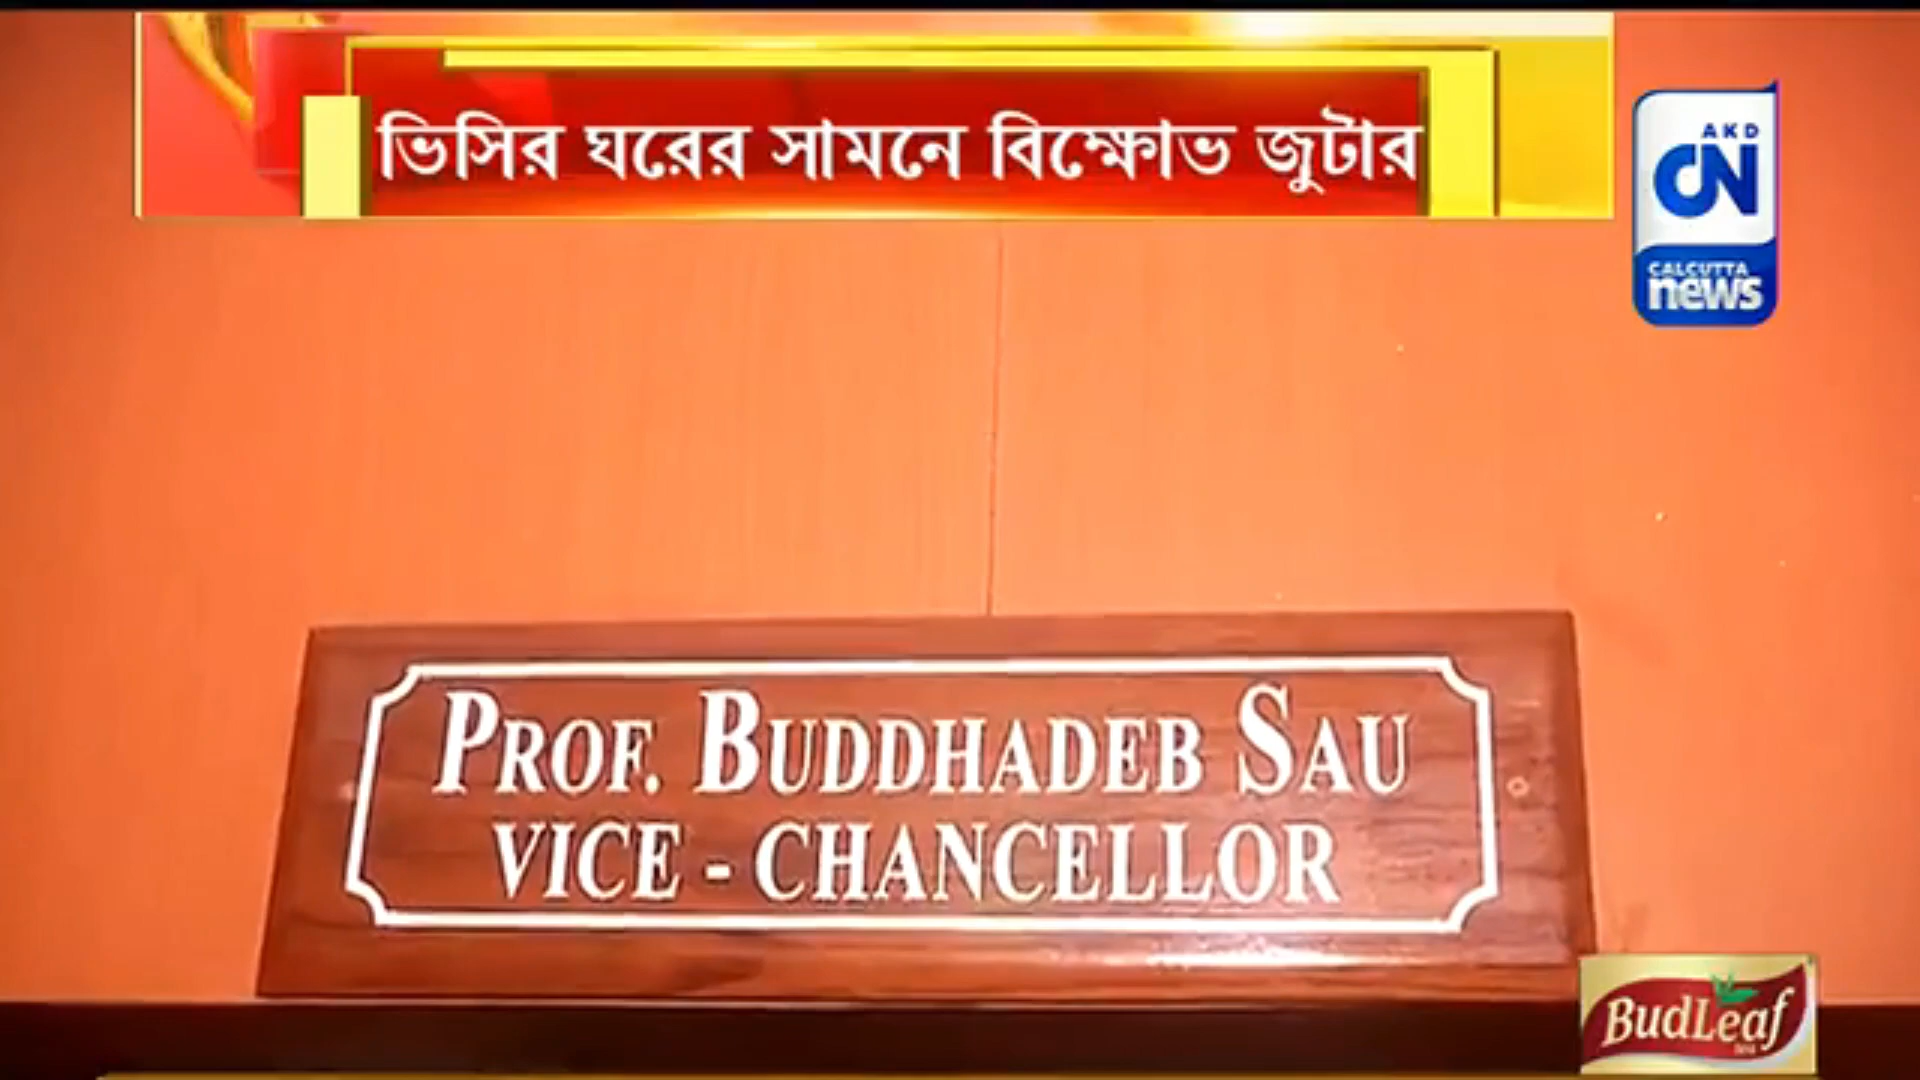 ভিসির ঘরের সামনে বিক্ষোভ জুটার
AKD
CN
CALCUTTA
news
PROF. BUDDHADEB SAU
VICE - CHANCELLOR
BudLeaf